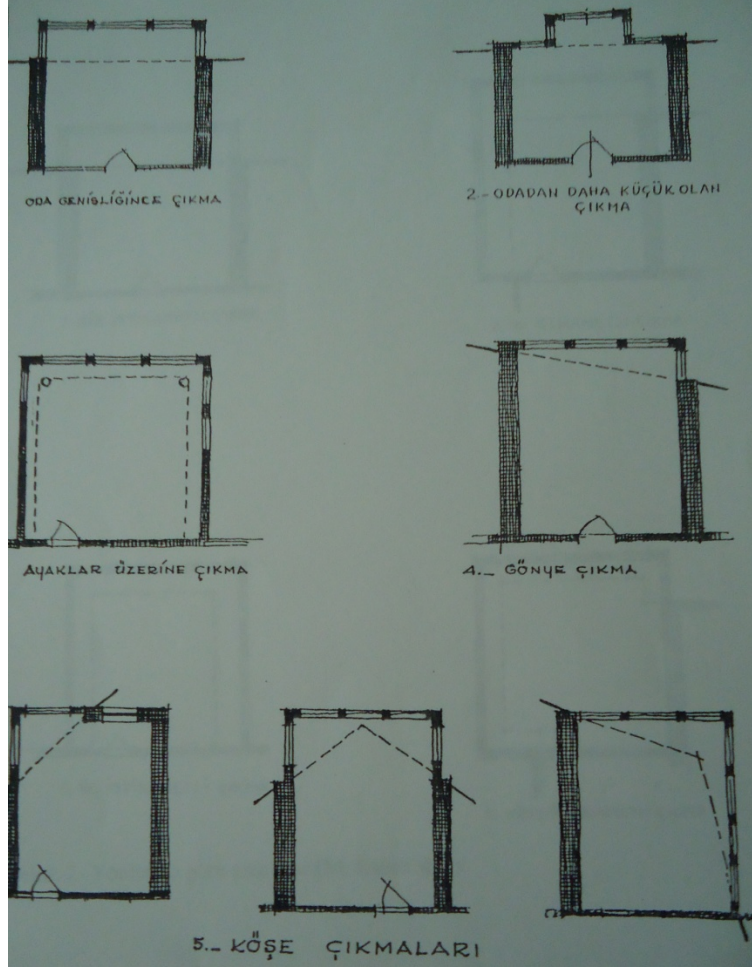 ODA GENİŞLİĞİNCE ÇIKMA
2._ ODADAN DAHA KÜÇÜK OLAN
ÇIKMA
AYAKLAR ÜZERİNE ÇIKMA
4._ GÖNYE ÇIKMA
5._ KÖŞE ÇIKMALARI